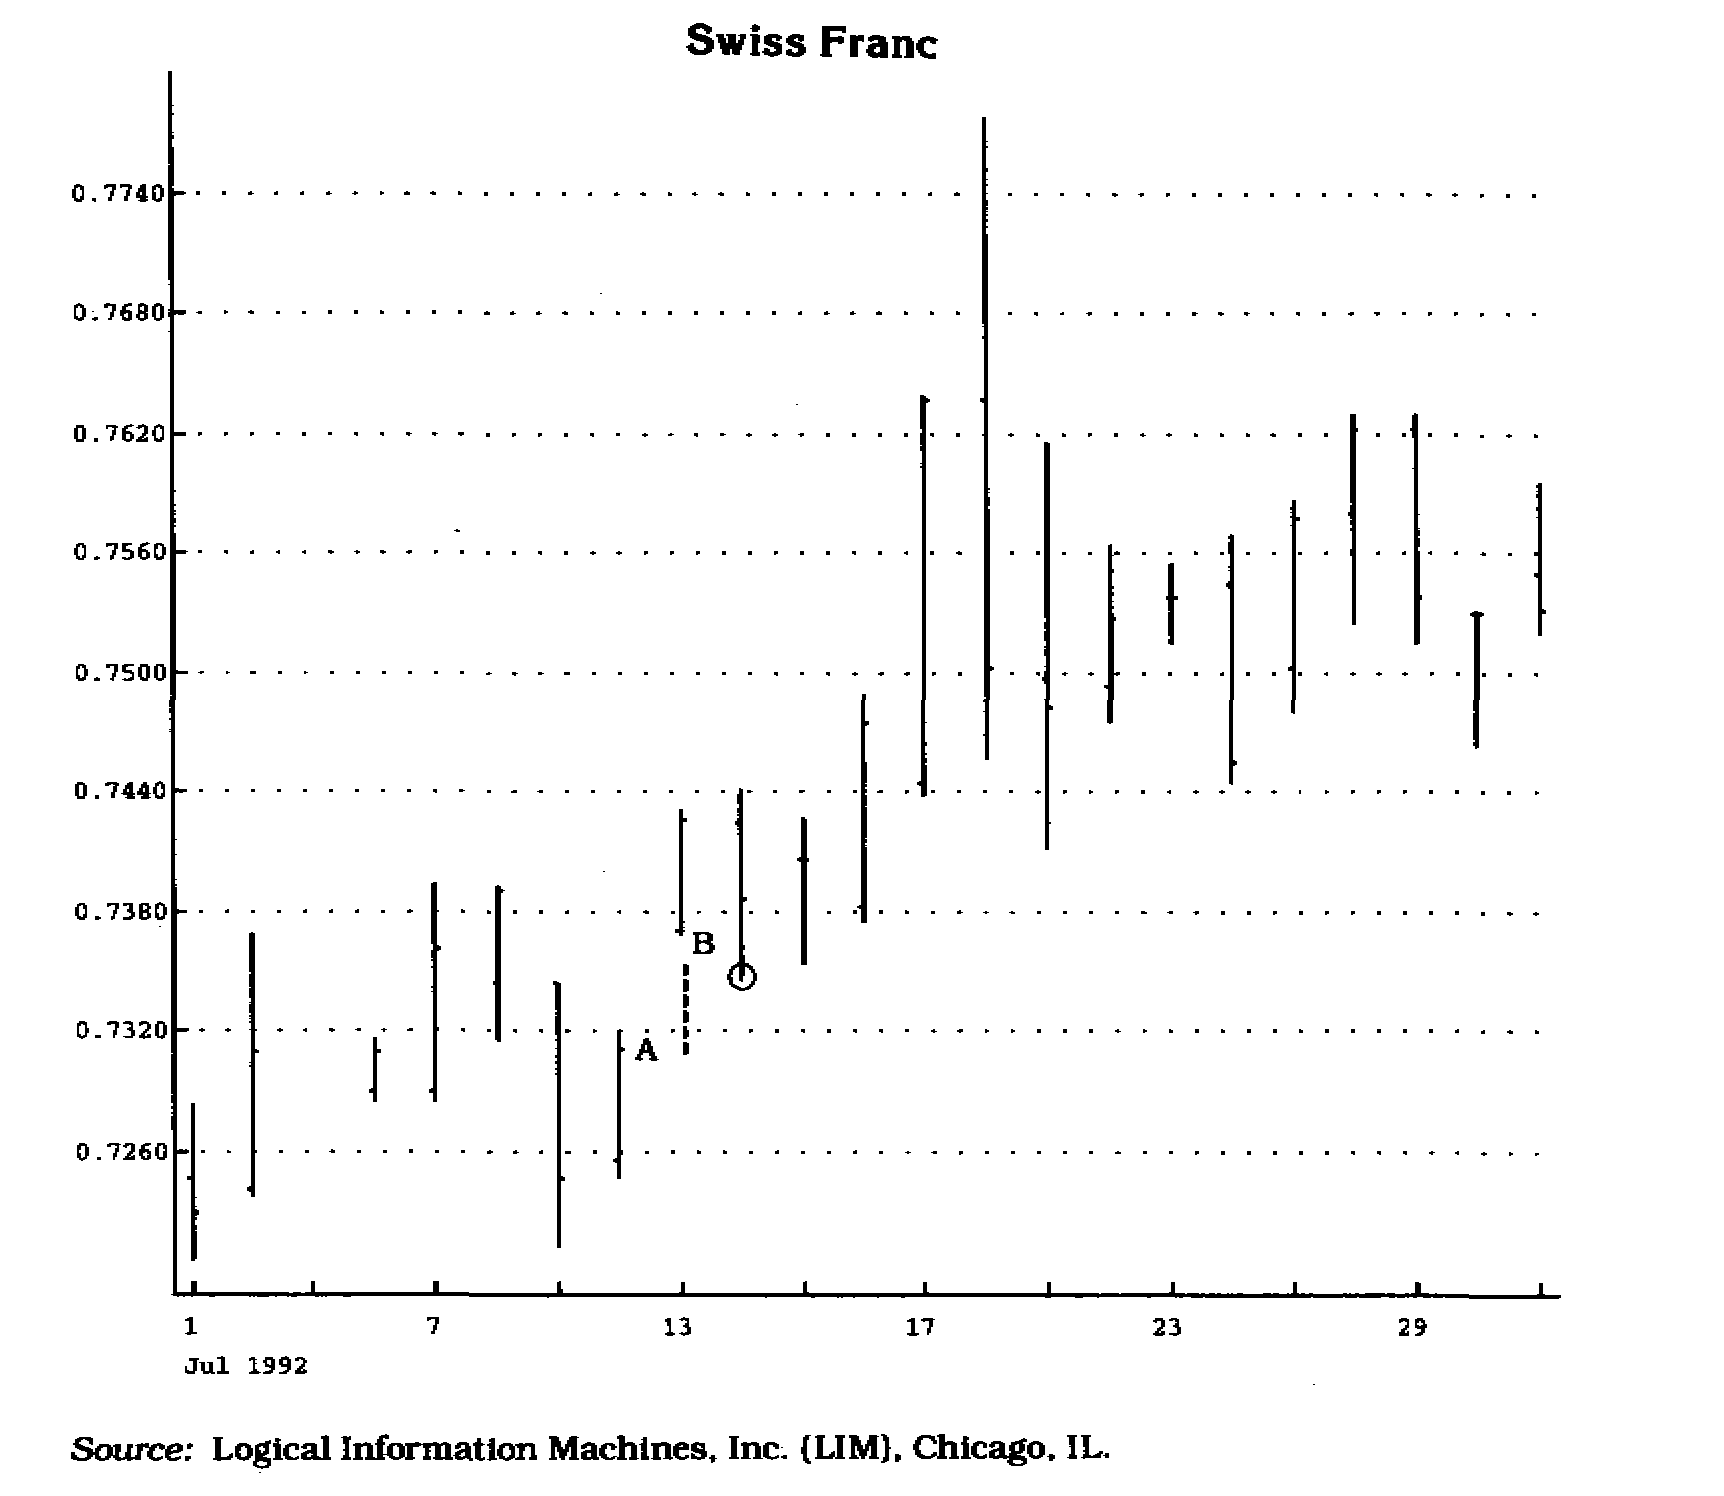 Swiss Franc
0.7740
0.7680
0.7620
0.7560
0.7500
0.7440
0.7380
B
0.7320
A
0.7260
1 7 13 17 23 29
Jul 1992
Source: Logical Information Machines, Inc. (LIM), Chicago, IL.